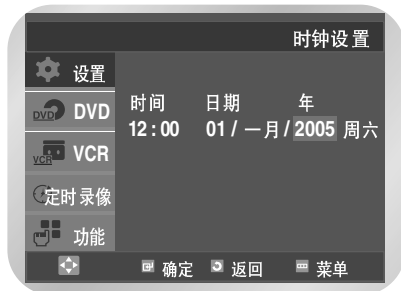 时钟设置
设置
DVD DVD
时间 日期 年
12:00 01 / 一月 / 2005 周六
VCR VCR
定时录像
功能
确定 返回 菜单